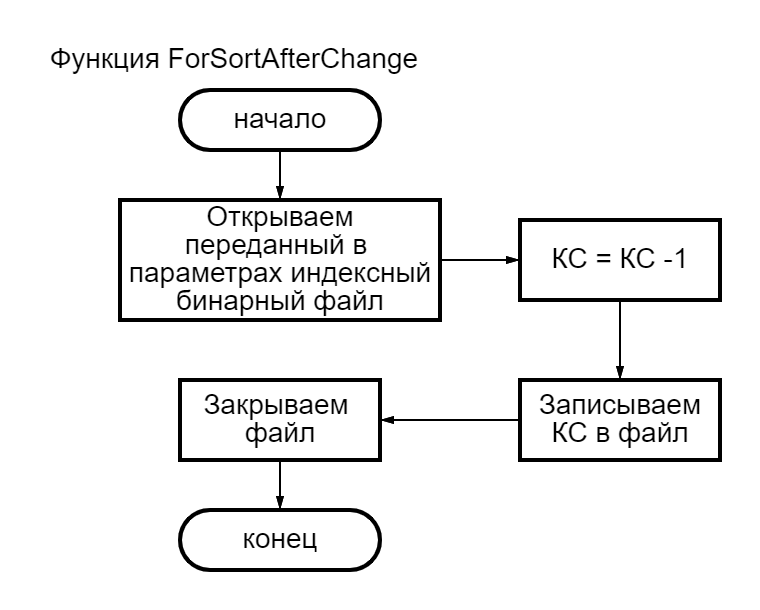 Функция ForSortAfterChange
начало
Открываем
переданный в
параметрах индексный
бинарный файл
КС = КС -1
Записываем
КС в файл
Закрываем
файл
конец